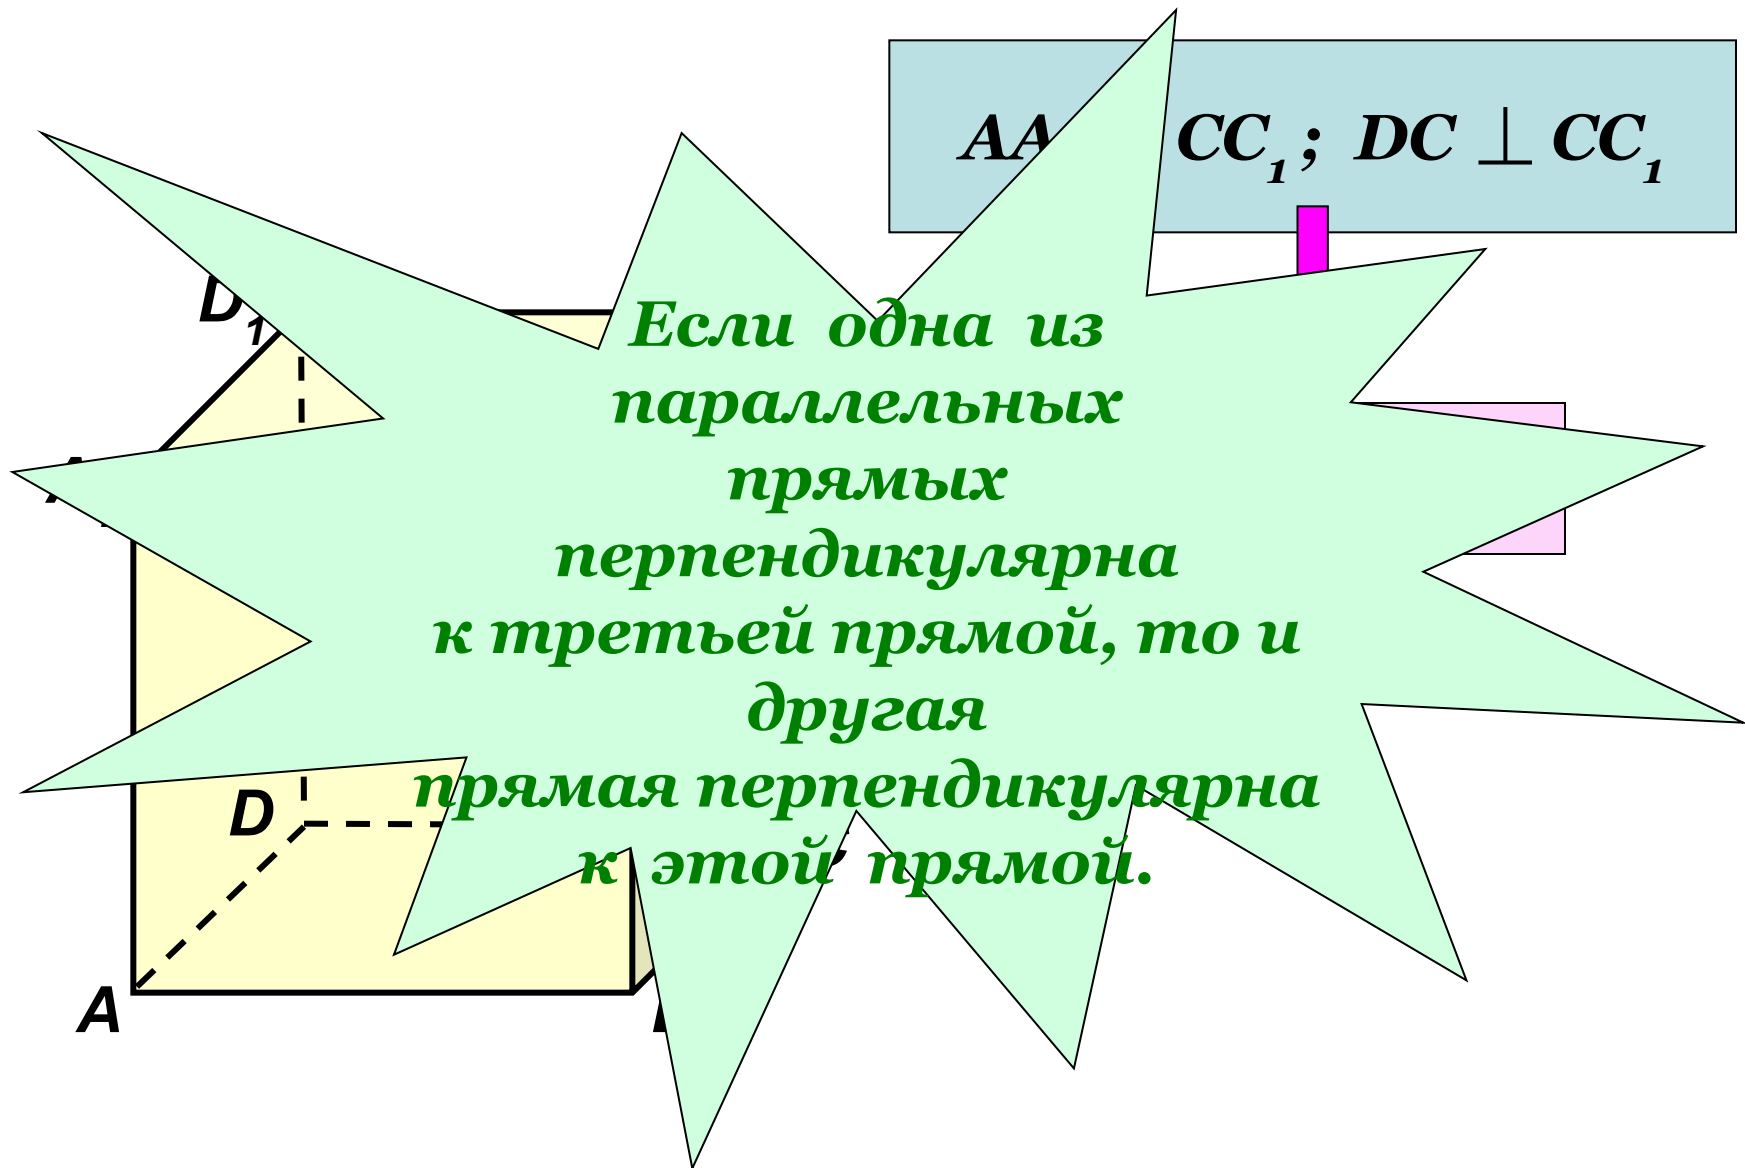 AA CC₁ ; DC ⊥ CC₁
D₁
Если одна из
параллельных
прямых
перпендикулярна
к третьей прямой, то и
другая
прямая перпендикулярна
к этой прямой.
D
A